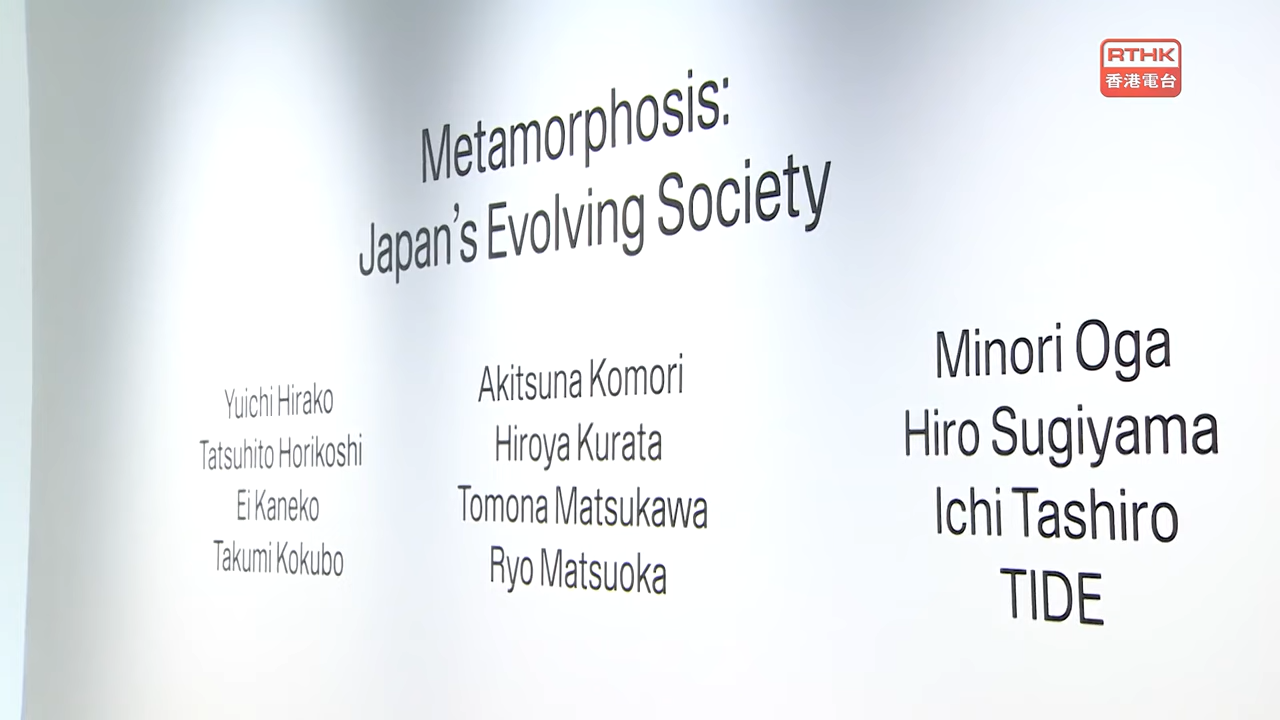 RTHK
香港電台
Metamorphosis:
Japan's Evolving Society
Yuichi Hirako
Tatsuhito Horikoshi
Ei Kaneko
Takumi Kokubo
Akitsuna Komori
Hiroya Kurata
Tomona Matsukawa
Ryo Matsuoka
Minori Oga
Hiro Sugiyama
Ichi Tashiro
TIDE